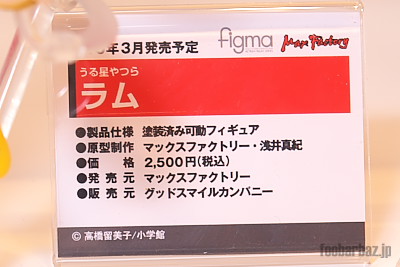 年3月発売予定 figma Max Factory
うる星やつら
ラム
●製品仕様 塗装済み可動フィギュア
●原型制作 マックスファクトリー・浅井真紀
●価 格 2,500円(税込)
●発 売 元 マックスファクトリー
●販 売 元 グッドスマイルカンパニー
© 高橋留美子/小学館
foobarbaz.jp